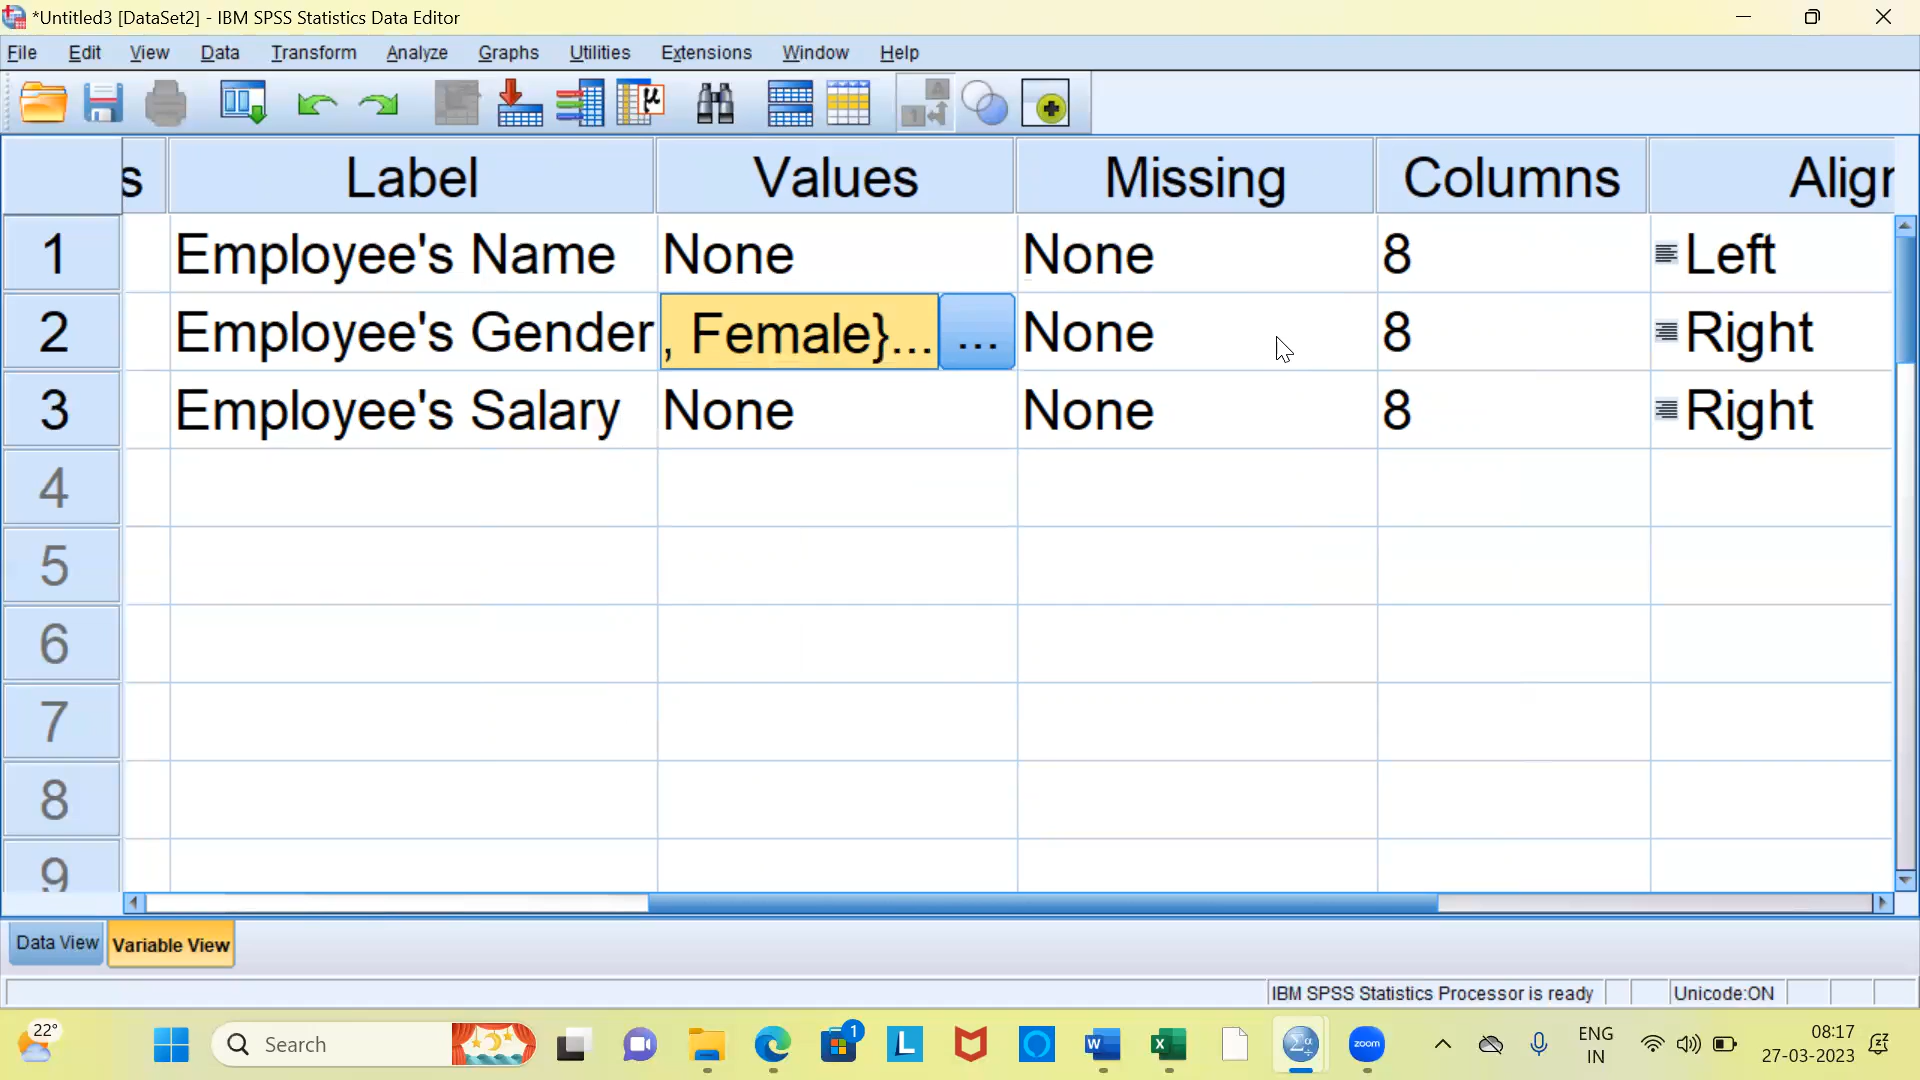 *Untitled3 [DataSet2] - IBM SPSS Statistics Data Editor
File Edit View Data Transform Analyze Graphs Utilities Extensions Window Help
s Label Values Missing Columns Align
1 Employee's Name None None 8 Left
2 Employee's Gender , Female}... ... None 8 Right
3 Employee's Salary None None 8 Right
4
5
6
7
8
9
Data View Variable View
IBM SPSS Statistics Processor is ready Unicode:ON
22° Search 1 L W X zoom ENG 08:17
IN 27-03-2023